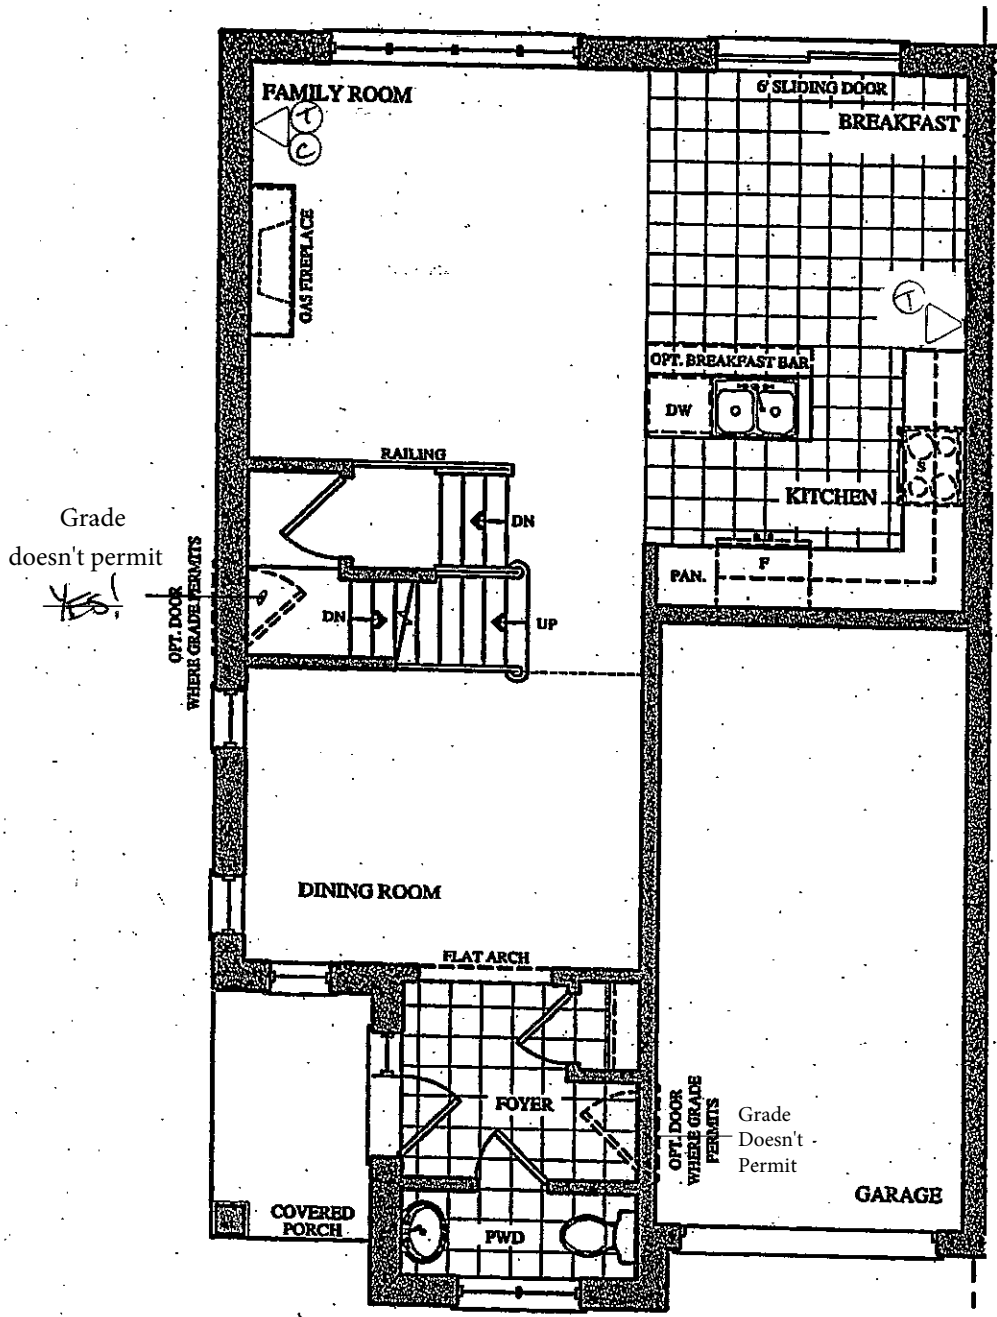 6' SLIDING DOOR
FAMILY ROOM
T
C
BREAKFAST
GAS FIREPLACE
T
OPT. BREAKFAST BAR
DW
S
RAILING
KITCHEN
DN
F
PAN.
Grade
doesn't permit
YES!
OPT. DOOR
WHERE GRADE PERMITS
DN
UP
DINING ROOM
FLAT ARCH
FOYER
OPT. DOOR
WHERE GRADE
PERMITS
Grade
Doesn't
Permit
GARAGE
COVERED
PORCH
PWD